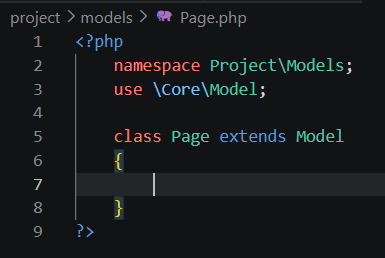 project > models > Page.php
1 <?php
2 namespace Project\Models;
3 use \Core\Model;
4
5 class Page extends Model
6 {
7
8 }
9 ?>